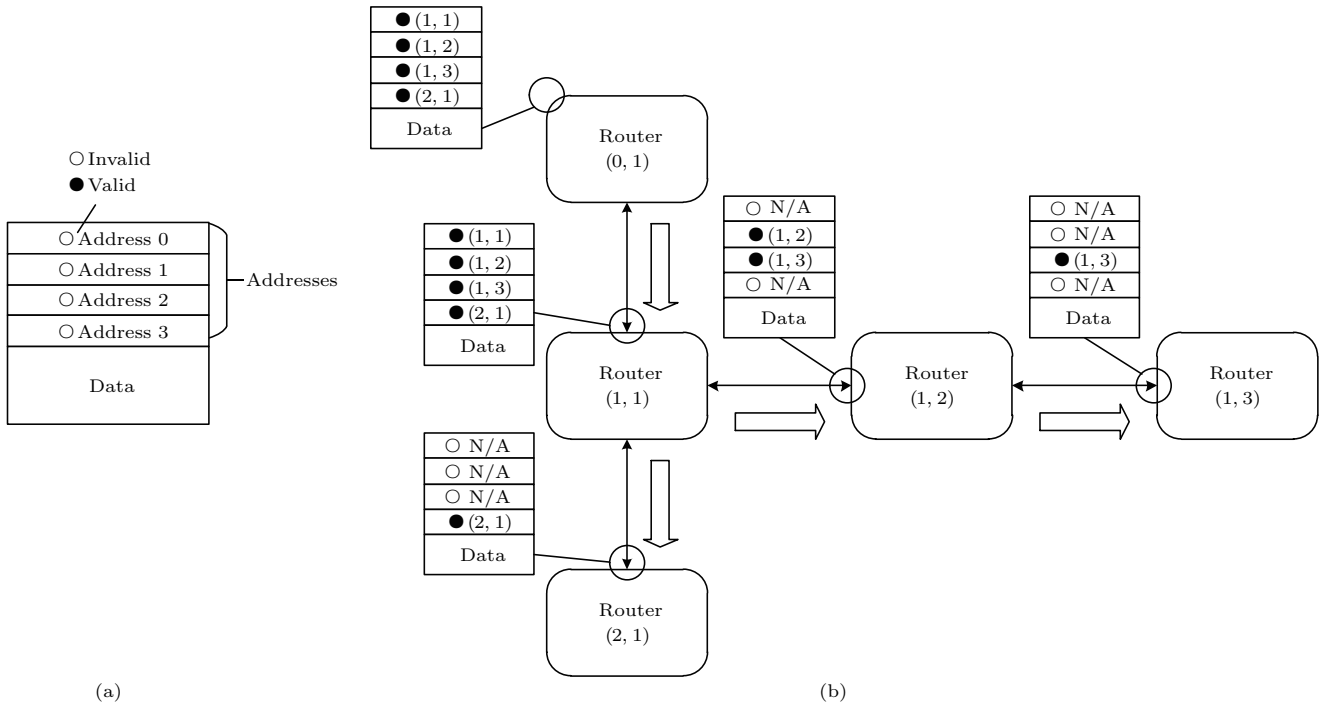 ○ Invalid
● Valid
○ Address 0
○ Address 1
○ Address 2
○ Address 3
Data
Addresses
(a)
● (1, 1)
● (1, 2)
● (1, 3)
● (2, 1)
Data
Router
(0, 1)
● (1, 1)
● (1, 2)
● (1, 3)
● (2, 1)
Data
Router
(1, 1)
○ N/A
● (1, 2)
● (1, 3)
○ N/A
Data
Router
(1, 2)
○ N/A
○ N/A
● (1, 3)
○ N/A
Data
Router
(1, 3)
○ N/A
○ N/A
○ N/A
● (2, 1)
Data
Router
(2, 1)
(b)